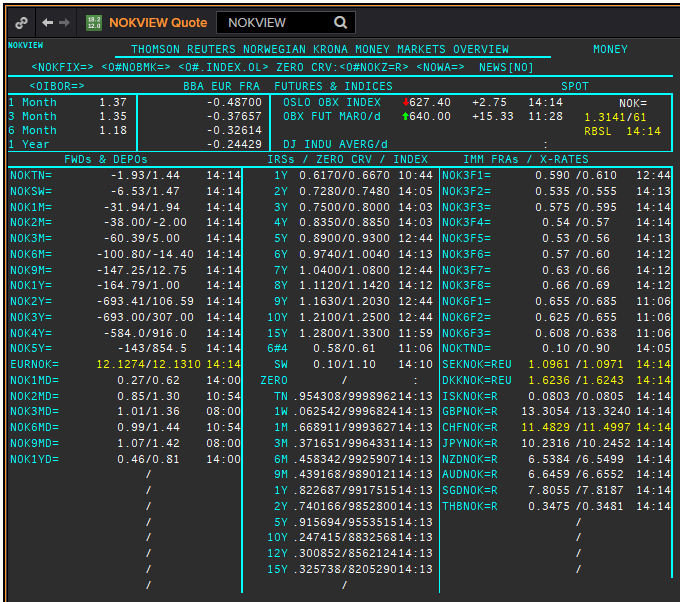 NOKVIEW Quote NOKVIEW
NOKVIEW
THOMSON REUTERS NORWEGIAN KRONA MONEY MARKETS OVERVIEW MONEY
<NOKFIX=> <O#NOBMK=> <O#.INDEX.OL> ZERO CRV:<O#NOKZ=R> <NOWA=> NEWS[NO]
<OIBOR=> BBA EUR FRA FUTURES & INDICES SPOT
1 Month 1.37 -0.48700 OSLO OBX INDEX 627.40 +2.75 14:14 NOK=
3 Month 1.35 -0.37657 OBX FUT MAR0/d 640.00 +15.33 11:28 1.3141/61
6 Month 1.18 -0.32614 RBSL 14:14
1 Year -0.24429 DJ INDU AVERG/d :
FWDs & DEPOs IRSs / ZERO CRV / INDEX IMM FRAs / X-RATES
NOKTN= -1.93/1.44 14:14 1Y 0.6170/0.6670 10:44 NOK3F1= 0.590 /0.610 12:44
NOKSW= -6.53/1.47 14:13 2Y 0.7280/0.7480 14:05 NOK3F2= 0.535 /0.555 14:13
NOK1M= -31.94/1.94 14:14 3Y 0.7500/0.8000 14:03 NOK3F3= 0.575 /0.595 14:14
NOK2M= -38.00/-2.00 14:14 4Y 0.8350/0.8850 14:03 NOK3F4= 0.54 /0.57 14:14
NOK3M= -60.39/5.00 14:14 5Y 0.8900/0.9300 12:44 NOK3F5= 0.53 /0.56 14:13
NOK6M= -100.80/-14.40 14:14 6Y 0.9740/1.0040 14:13 NOK3F6= 0.57 /0.60 14:12
NOK9M= -147.25/12.75 14:14 7Y 1.0400/1.0800 12:44 NOK3F7= 0.63 /0.66 14:12
NOK1Y= -164.79/1.00 14:14 8Y 1.1120/1.1420 14:12 NOK3F8= 0.66 /0.69 14:12
NOK2Y= -693.41/106.59 14:14 9Y 1.1630/1.2030 12:44 NOK6F1= 0.655 /0.685 11:06
NOK3Y= -693.00/307.00 14:14 10Y 1.2100/1.2500 12:44 NOK6F2= 0.625 /0.655 11:06
NOK4Y= -584.0/916.0 14:14 15Y 1.2800/1.3300 11:59 NOK6F3= 0.608 /0.638 11:06
NOK5Y= -143/854.5 14:14 6#4 0.58/0.61 11:06 NOKTND= 0.10 /0.90 14:05
EURNOK= 12.1274/12.1310 14:14 SW 0.10/1.10 14:10 SEKNOK=REU 1.0961 /1.0971 14:14
NOK1MD= 0.27/0.62 14:00 ZERO / : DKKNOK=REU 1.6236 /1.6243 14:14
NOK2MD= 0.85/1.30 10:54 TN .954308/99989214:13 ISKNOK=R 0.0803 /0.0805 14:14
NOK3MD= 1.01/1.36 08:00 1W .062542/99968214:13 GBPNOK=R 13.3054 /13.3240 14:14
NOK6MD= 0.99/1.44 10:54 1M .668911/99936214:13 CHFNOK=R 11.4829 /11.4997 14:14
NOK9MD= 1.07/1.42 08:00 3M .371651/99643314:13 JPYNOK=R 10.2316 /10.2452 14:14
NOK1YD= 0.46/0.81 14:00 6M .458342/99259014:13 NZDNOK=R 6.5384 /6.5499 14:14
/ 9M .439168/98901214:13 AUDNOK=R 6.6459 /6.6552 14:14
/ 1Y .822687/99175114:13 SGDNOK=R 7.8055 /7.8187 14:14
/ 2Y .740166/98528014:13 THBNOK=R 0.3475 /0.3481 14:14
/ 5Y .915694/95535114:13 /
/ 10Y .247415/88325614:13 /
/ 12Y .300852/85621214:13 /
/ 15Y .325738/82052914:13 /
/ /